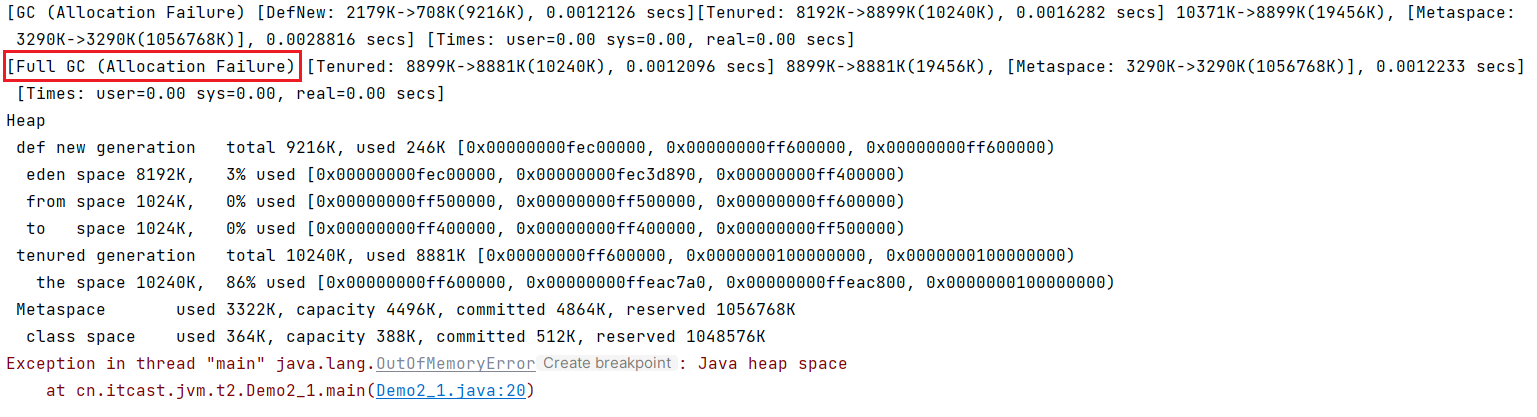 [GC (Allocation Failure) [DefNew: 2179K->708K(9216K), 0.0012126 secs][Tenured: 8192K->8899K(10240K), 0.0016282 secs] 10371K->8899K(19456K), [Metaspace:
3290K->3290K(1056768K)], 0.0028816 secs] [Times: user=0.00 sys=0.00, real=0.00 secs]
[Full GC (Allocation Failure) [Tenured: 8899K->8881K(10240K), 0.0012096 secs] 8899K->8881K(19456K), [Metaspace: 3290K->3290K(1056768K)], 0.0012233 secs]
[Times: user=0.00 sys=0.00, real=0.00 secs]
Heap
def new generation   total 9216K, used 246K [0x00000000fec00000, 0x00000000ff600000, 0x00000000ff600000)
eden space 8192K,   3% used [0x00000000fec00000, 0x00000000fec3d890, 0x00000000ff400000)
from space 1024K,   0% used [0x00000000ff500000, 0x00000000ff500000, 0x00000000ff600000)
to   space 1024K,   0% used [0x00000000ff400000, 0x00000000ff400000, 0x00000000ff500000)
tenured generation   total 10240K, used 8881K [0x00000000ff600000, 0x0000000100000000, 0x0000000100000000)
the space 10240K,  86% used [0x00000000ff600000, 0x00000000ffeac7a0, 0x00000000ffeac800, 0x0000000100000000)
Metaspace       used 3322K, capacity 4496K, committed 4864K, reserved 1056768K
class space    used 364K, capacity 388K, committed 512K, reserved 1048576K
Exception in thread "main" java.lang.OutOfMemoryError Create breakpoint : Java heap space
at cn.itcast.jvm.t2.Demo2_1.main(Demo2_1.java:20)